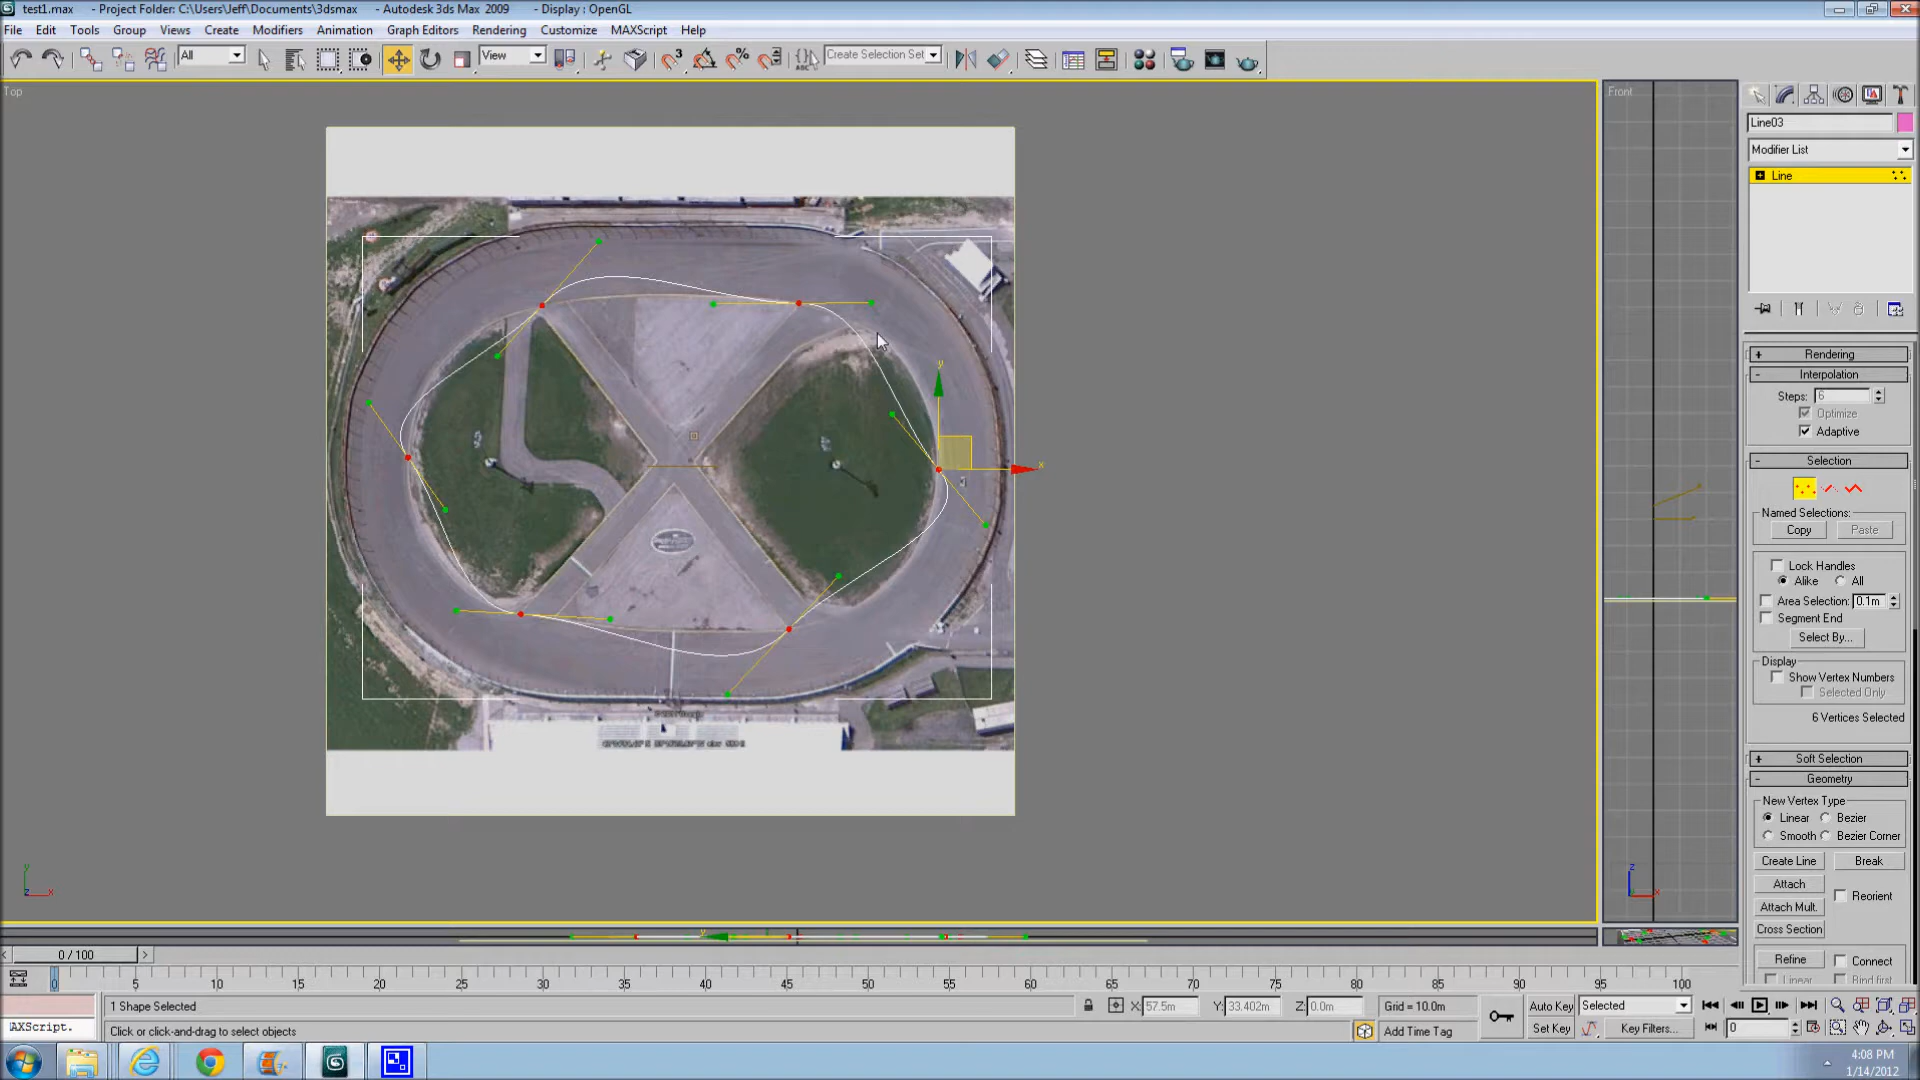 test1.max - Project Folder: C:\Users\Jeff\Documents\3dsmax - Autodesk 3ds Max 2009 - Display : OpenGL
File Edit Tools Group Views Create Modifiers Animation Graph Editors Rendering Customize MAXScript Help
All View Create Selection Set
Top
Front
Line03
Modifier List
Line
Rendering
Interpolation
Steps: 6
Optimize
Adaptive
Selection
Named Selections:
Copy Paste
Lock Handles
Alike All
Area Selection: 0.1m
Segment End
Select By...
Display
Show Vertex Numbers
Selected Only
6 Vertices Selected
Soft Selection
Geometry
New Vertex Type
Linear Bezier
Smooth Bezier Corner
Create Line Break
Attach Reorient
Attach Mult.
Cross Section
Refine Connect
Linear Bind first
y
x
y
z x
z
x
y
0 / 100
0 5 10 15 20 25 30 35 40 45 50 55 60 65 70 75 80 85 90 95 100
1 Shape Selected X: 57.5m Y: 33.402m Z: 0.0m Grid = 10.0m Auto Key Selected
AXScript. Click or click-and-drag to select objects Add Time Tag Set Key Key Filters... 0
4:08 PM
1/14/2012